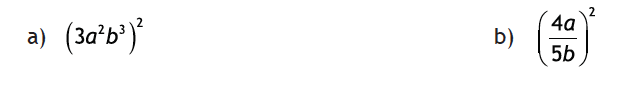 a) (3a²b³)² b) (4a/5b)²